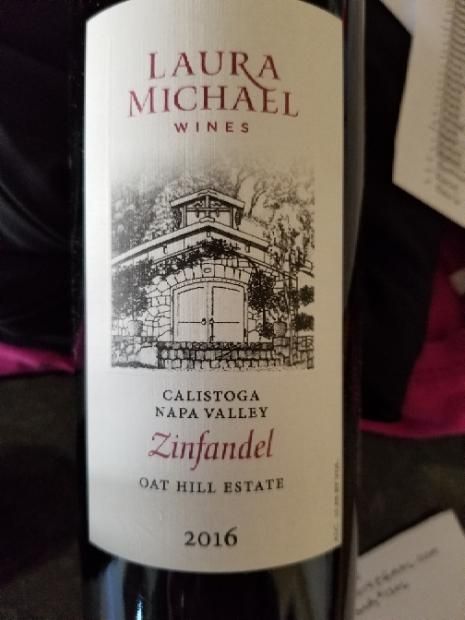 LAURA
MICHAEL
WINES
CALISTOGA
NAPA VALLEY
Zinfandel
OAT HILL ESTATE
2016